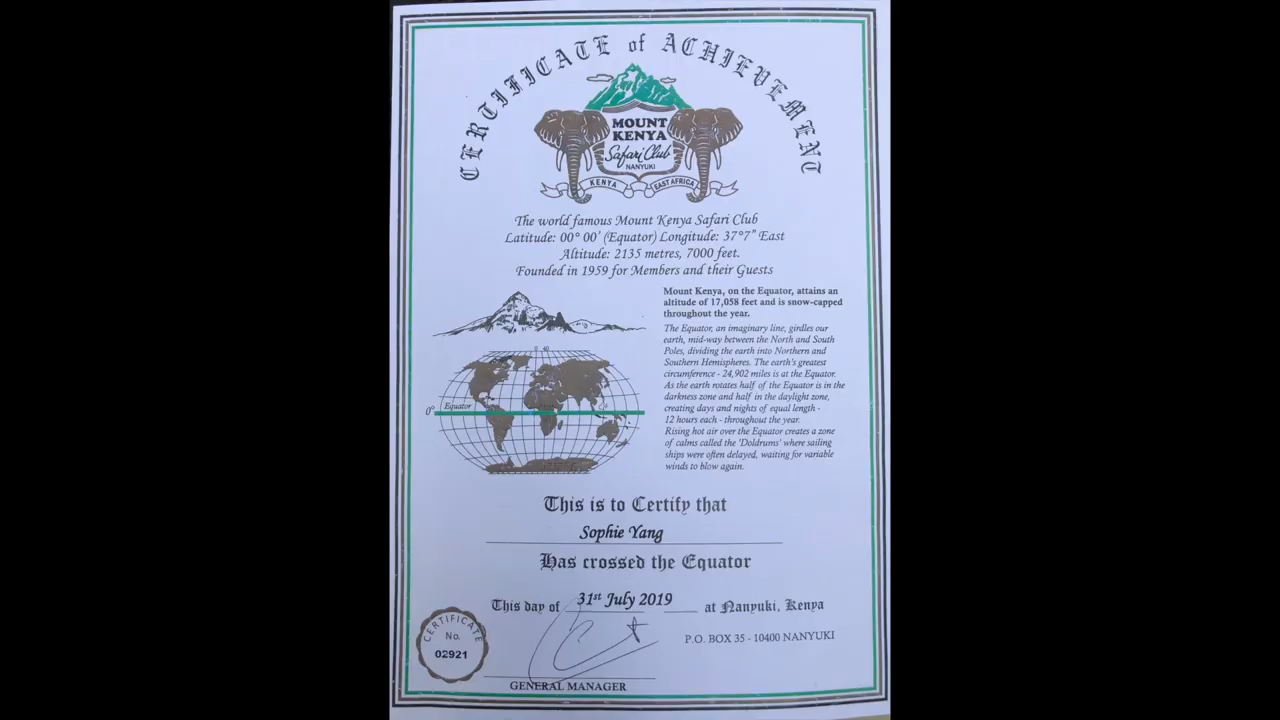 CERTIFICATE of ACHIEVEMENT
MOUNT
KENYA
Safari Club
NANYUKI
KENYA EAST AFRICA
The world famous Mount Kenya Safari Club
Latitude: 00° 00' (Equator) Longitude: 37°7" East
Altitude: 2135 metres, 7000 feet.
Founded in 1959 for Members and their Guests
Mount Kenya, on the Equator, attains an
altitude of 17,058 feet and is snow-capped
throughout the year.
The Equator, an imaginary line, girdles our
earth, mid-way between the North and South
Poles, dividing the earth into Northern and
Southern Hemispheres. The earth's greatest
circumference - 24,902 miles is at the Equator.
As the earth rotates half of the Equator is in the
darkness zone and half in the daylight zone,
creating days and nights of equal length -
12 hours each - throughout the year.
Rising hot air over the Equator creates a zone
of calms called the 'Doldrums' where sailing
ships were often delayed, waiting for variable
winds to blow again.
0° Equator
This is to Certify that
Sophie Yang
Has crossed the Equator
This day of 31st July 2019 at Nanyuki, Kenya
P.O. BOX 35 - 10400 NANYUKI
CERTIFICATE
No.
02921
GENERAL MANAGER